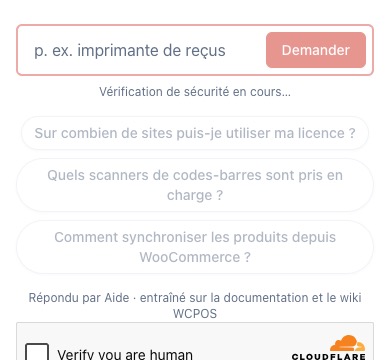 p. ex. imprimante de reçus
Demander
Vérification de sécurité en cours...
Sur combien de sites puis-je utiliser ma licence ?
Quels scanners de codes-barres sont pris en
charge ?
Comment synchroniser les produits depuis
WooCommerce ?
Répondu par Aide · entraîné sur la documentation et le wiki
WCPOS
Verify you are human
CLOUDFLARE